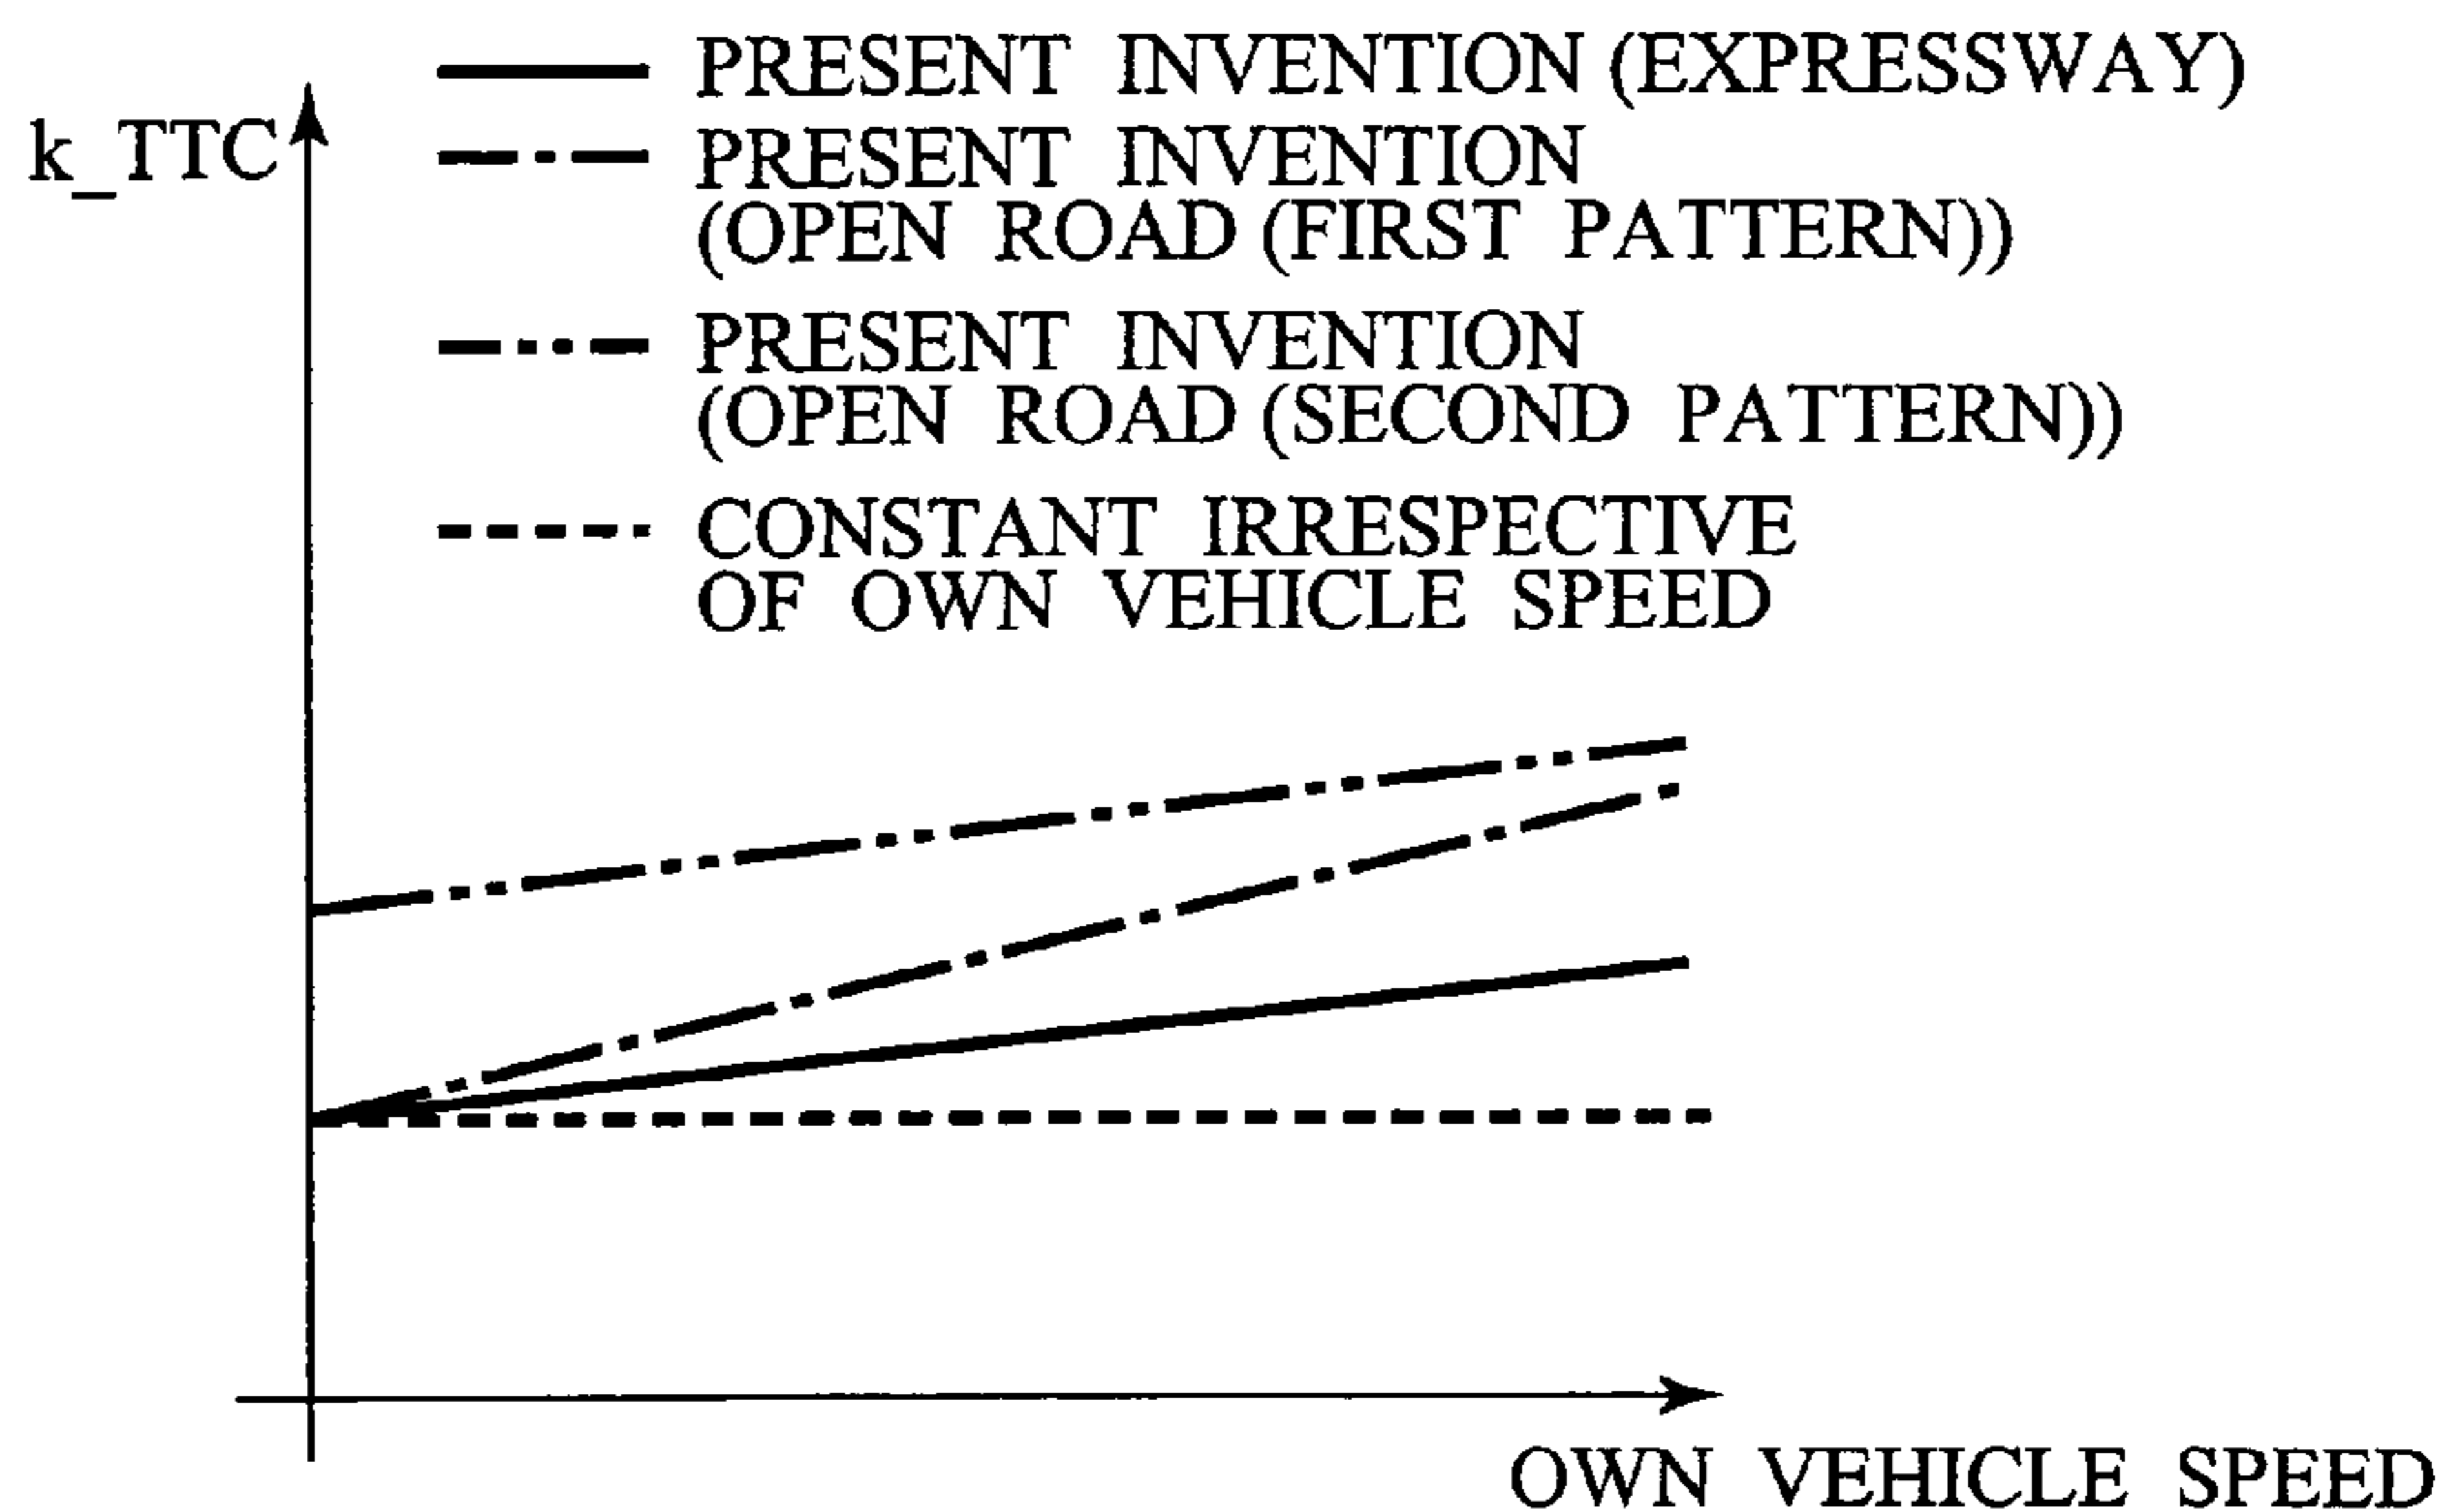 PRESENT INVENTION (EXPRESSWAY)
k_TTC
PRESENT INVENTION
(OPEN ROAD (FIRST PATTERN))
PRESENT INVENTION
(OPEN ROAD (SECOND PATTERN))
CONSTANT IRRESPECTIVE
OF OWN VEHICLE SPEED
OWN VEHICLE SPEED